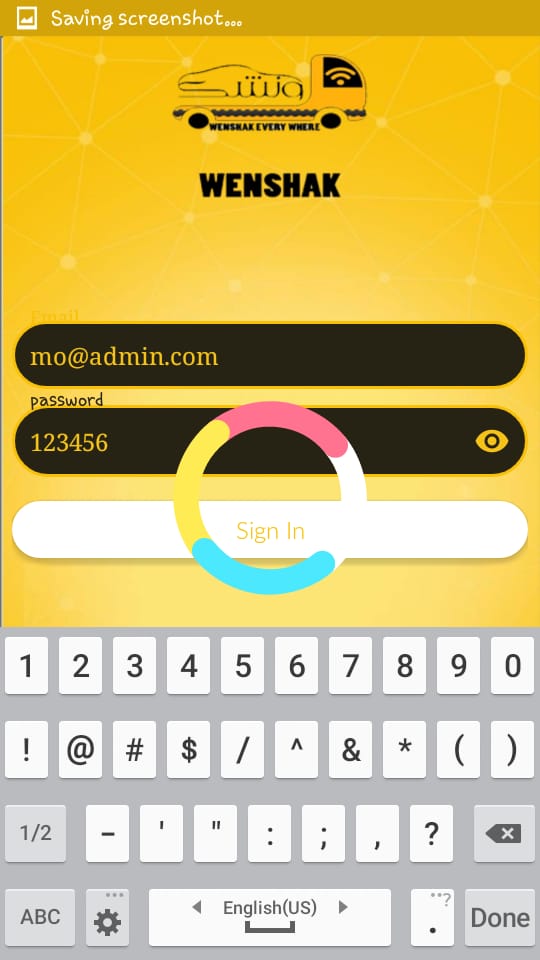 Saving screenshot...
ونشك
WENSHAK EVERY WHERE
WENSHAK
Email
mo@admin.com
password
123456
Sign In
1 2 3 4 5 6 7 8 9 0
! @ # $ / ^ & * ( )
1/2 - ' " : ; , ?
ABC English(US) . ? Done